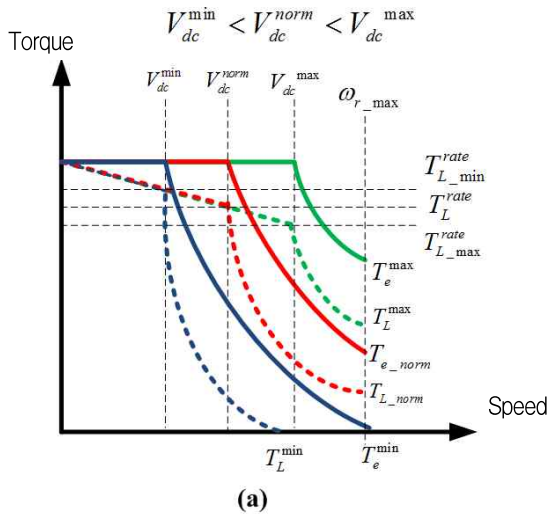 V_dc^min < V_dc^norm < V_dc^max
Torque
V_dc^min V_dc^norm V_dc^max ω_r_max
T_L_min^rate
T_L^rate
T_L_max^rate
T_e^max
T_L^max
T_e_norm
T_L_norm
Speed
T_L^min T_e^min
(a)